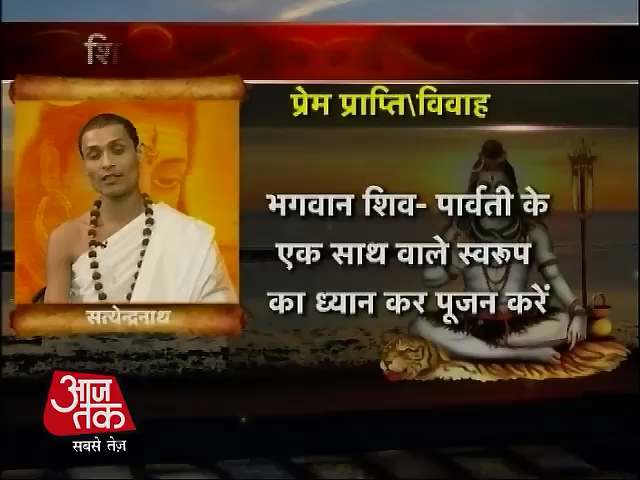 शि
प्रेम प्राप्ति\विवाह
भगवान शिव- पार्वती के
एक साथ वाले स्वरूप
का ध्यान कर पूजन करें
सत्येन्द्रनाथ
आज
तक
सबसे तेज़